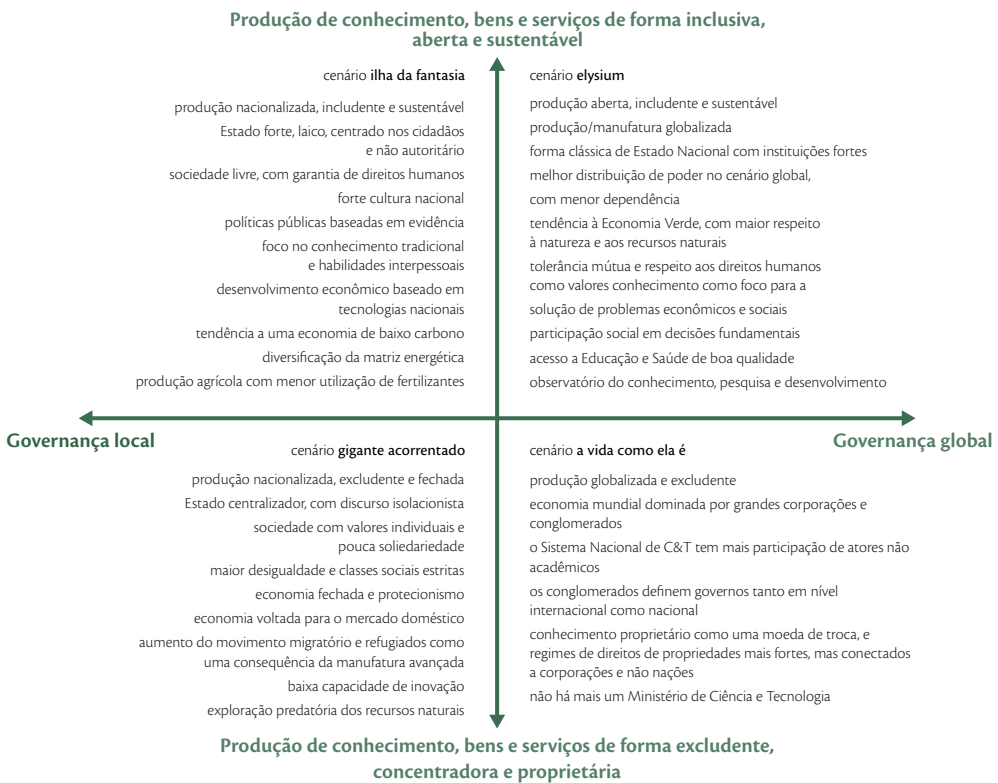 Produção de conhecimento, bens e serviços de forma inclusiva,
aberta e sustentável
cenário ilha da fantasia
produção nacionalizada, includente e sustentável
Estado forte, laico, centrado nos cidadãos
e não autoritário
sociedade livre, com garantia de direitos humanos
forte cultura nacional
políticas públicas baseadas em evidência
foco no conhecimento tradicional
e habilidades interpessoais
desenvolvimento econômico baseado em
tecnologias nacionais
tendência a uma economia de baixo carbono
diversificação da matriz energética
produção agrícola com menor utilização de fertilizantes
cenário elysium
produção aberta, includente e sustentável
produção/manufatura globalizada
forma clássica de Estado Nacional com instituições fortes
melhor distribuição de poder no cenário global,
com menor dependência
tendência à Economia Verde, com maior respeito
à natureza e aos recursos naturais
tolerância mútua e respeito aos direitos humanos
como valores conhecimento como foco para a
solução de problemas econômicos e sociais
participação social em decisões fundamentais
acesso a Educação e Saúde de boa qualidade
observatório do conhecimento, pesquisa e desenvolvimento
Governança local
Governança global
cenário gigante acorrentado
produção nacionalizada, excludente e fechada
Estado centralizador, com discurso isolacionista
sociedade com valores individuais e
pouca soliedariedade
maior desigualdade e classes sociais estritas
economia fechada e protecionismo
economia voltada para o mercado doméstico
aumento do movimento migratório e refugiados como
uma consequência da manufatura avançada
baixa capacidade de inovação
exploração predatória dos recursos naturais
cenário a vida como ela é
produção globalizada e excludente
economia mundial dominada por grandes corporações e
conglomerados
o Sistema Nacional de C&T tem mais participação de atores não
acadêmicos
os conglomerados definem governos tanto em nível
internacional como nacional
conhecimento proprietário como uma moeda de troca, e
regimes de direitos de propriedades mais fortes, mas conectados
a corporações e não nações
não há mais um Ministério de Ciência e Tecnologia
Produção de conhecimento, bens e serviços de forma excludente,
concentradora e proprietária